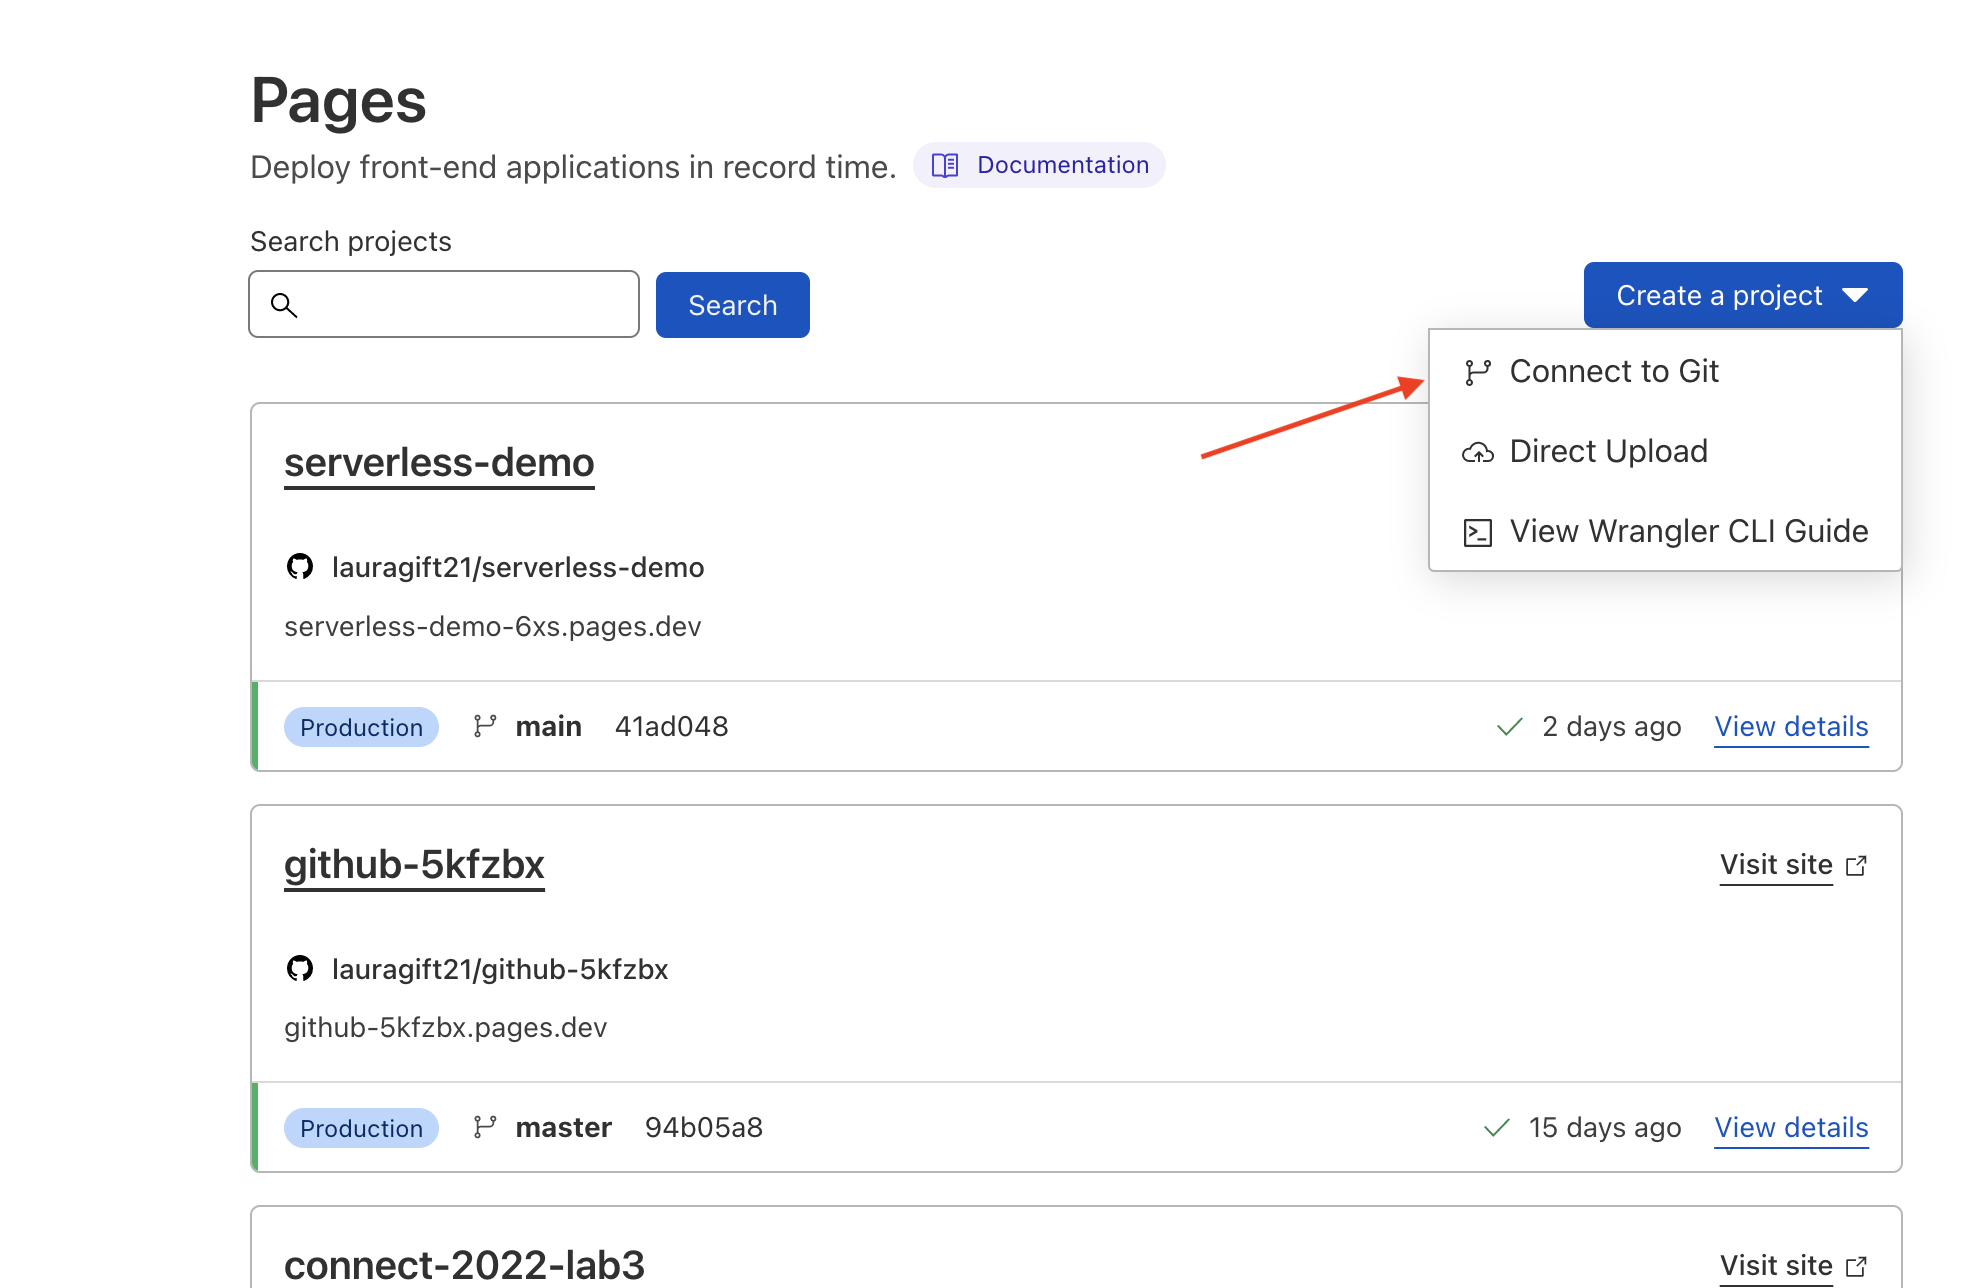 Pages
Deploy front-end applications in record time. Documentation
Search projects
Search
Create a project
Connect to Git
Direct Upload
View Wrangler CLI Guide
serverless-demo
lauragift21/serverless-demo
serverless-demo-6xs.pages.dev
Production main 41ad048 2 days ago View details
github-5kfzbx Visit site
lauragift21/github-5kfzbx
github-5kfzbx.pages.dev
Production master 94b05a8 15 days ago View details
connect-2022-lab3 Visit site